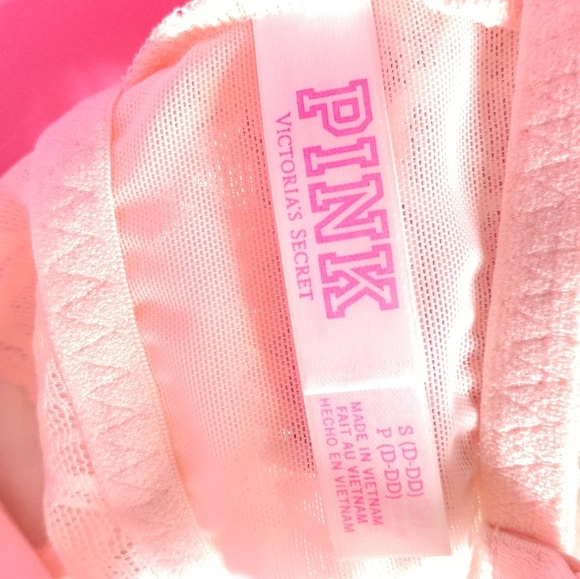 PINK
VICTORIA'S SECRET
S (D-DD)
P (D-DD)
MADE IN VIETNAM
FAIT AU VIETNAM
HECHO EN VIETNAM